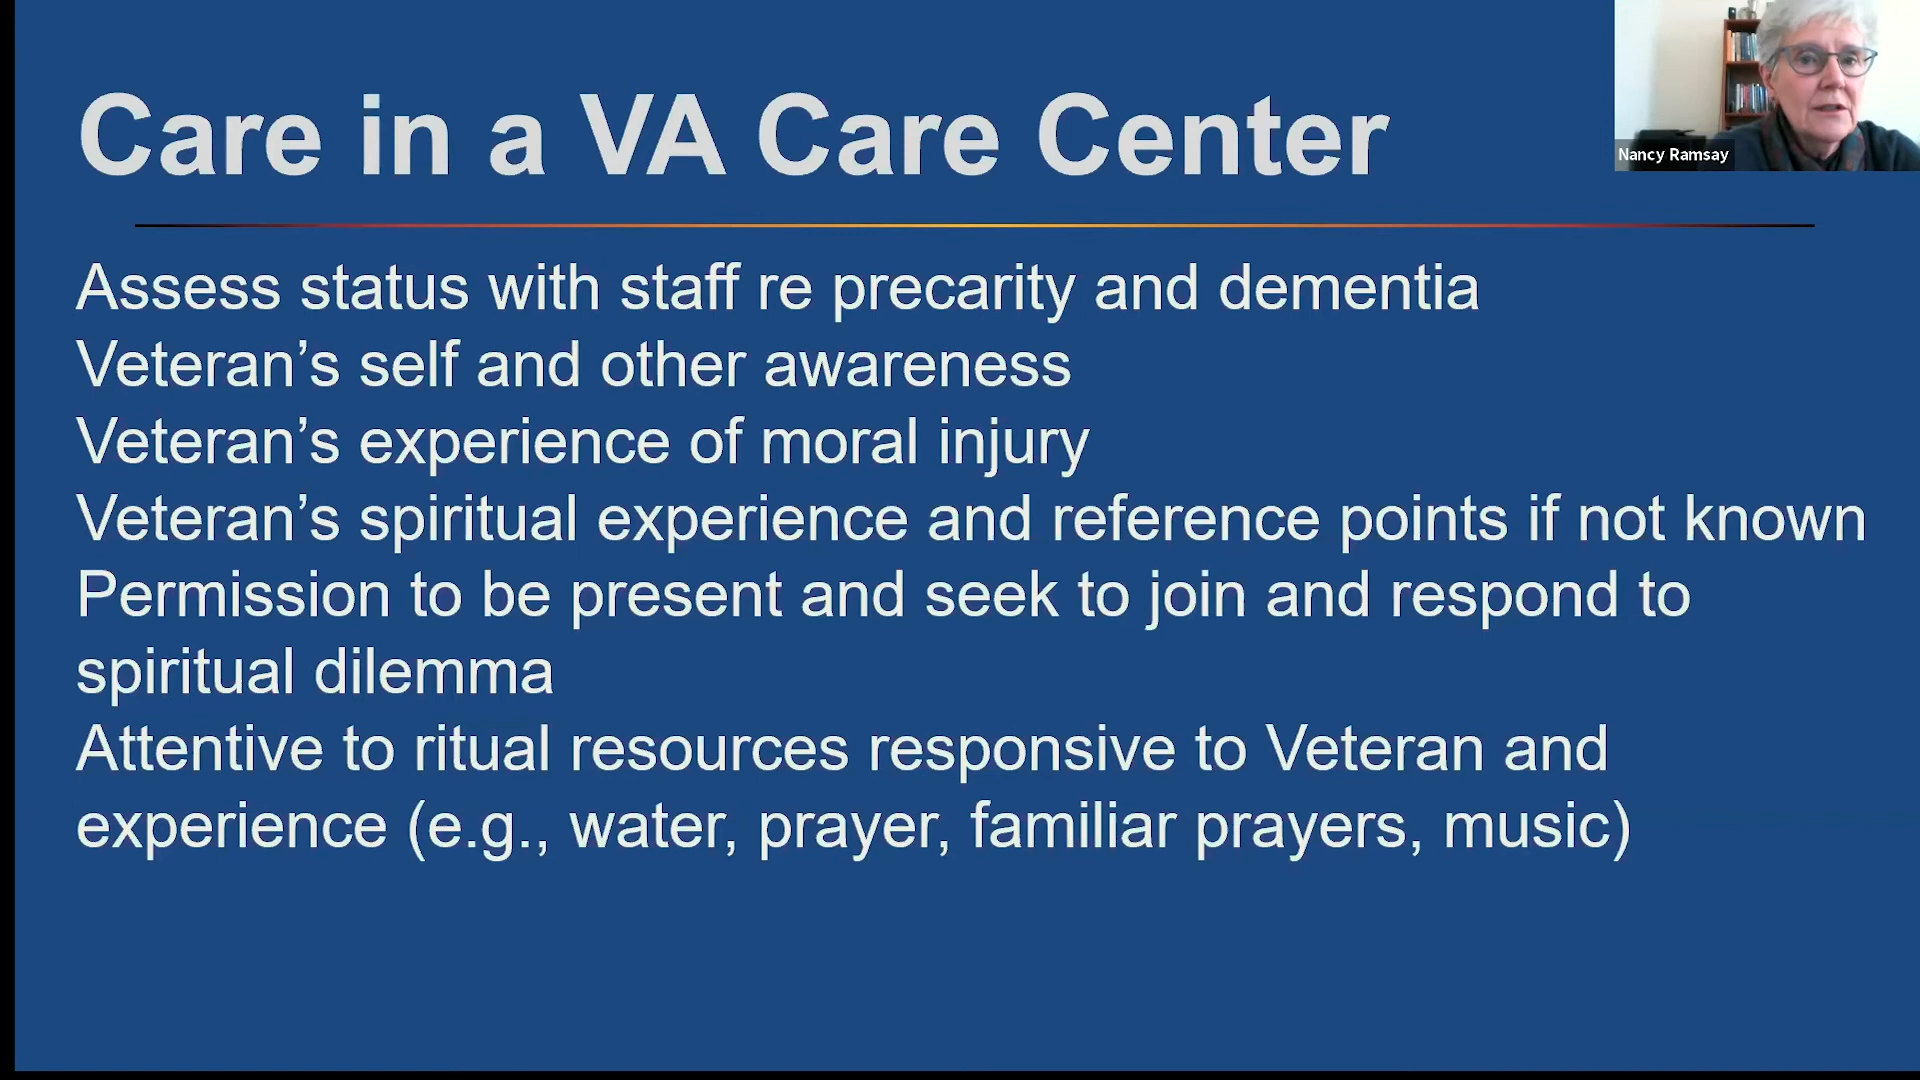 Care in a VA Care Center
Nancy Ramsay
Assess status with staff re precarity and dementia
Veteran’s self and other awareness
Veteran’s experience of moral injury
Veteran’s spiritual experience and reference points if not known
Permission to be present and seek to join and respond to
spiritual dilemma
Attentive to ritual resources responsive to Veteran and
experience (e.g., water, prayer, familiar prayers, music)